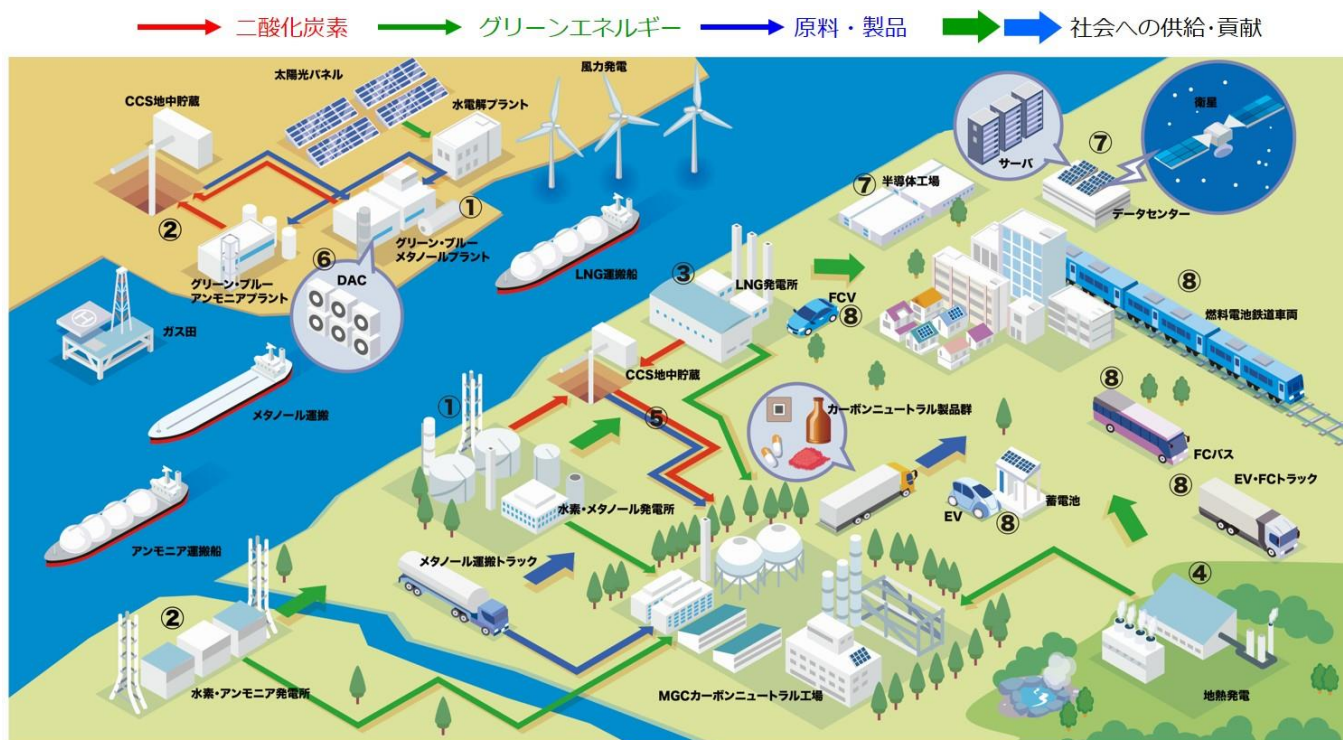 二酸化炭素
グリーンエネルギー
原料・製品
社会への供給・貢献
太陽光パネル
風力発電
CCS地中貯蔵
水電解プラント
衛星
⑦
サーバ
データセンター
⑦
半導体工場
①
グリーン・ブルー
メタノールプラント
②
グリーン・ブルー
アンモニアプラント
⑥
DAC
LNG運搬船
③
LNG発電所
FCV
⑧
⑧
燃料電池鉄道車両
ガス田
H
CCS地中貯蔵
メタノール運搬
①
⑤
カーボンニュートラル製品群
⑧
FCバス
水素・メタノール発電所
EV
⑧
蓄電池
⑧
EV・FCトラック
アンモニア運搬船
メタノール運搬トラック
②
水素・アンモニア発電所
MGCカーボンニュートラル工場
④
地熱発電